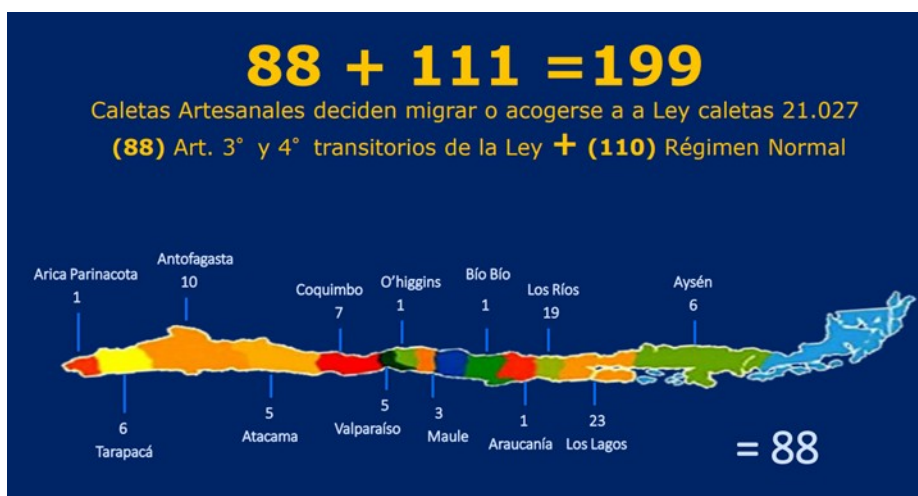 88 + 111 =199
Caletas Artesanales deciden migrar o acogerse a a Ley caletas 21.027
(88) Art. 3° y 4° transitorios de la Ley + (110) Régimen Normal
Arica Parinacota
1
Antofagasta
10
Coquimbo
7
O'higgins
1
Bío Bío
1
Los Ríos
19
Aysén
6
6
Tarapacá
5
Atacama
5
Valparaíso
3
Maule
1
Araucanía
23
Los Lagos
= 88